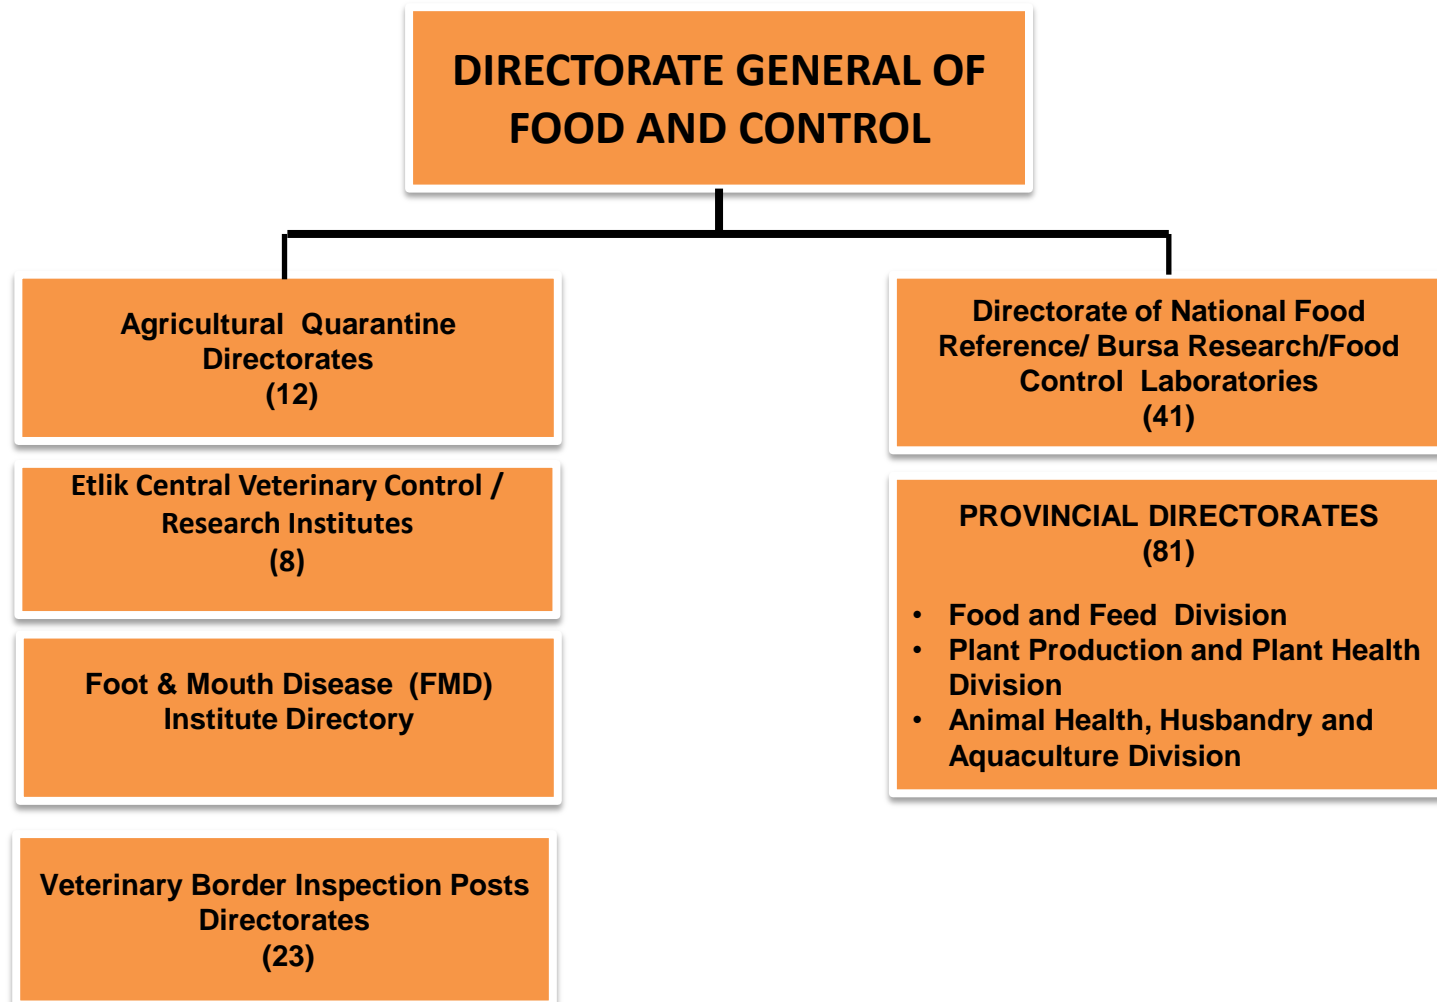 DIRECTORATE GENERAL OF
FOOD AND CONTROL
Agricultural Quarantine
Directorates
(12)
Etlik Central Veterinary Control /
Research Institutes
(8)
Foot & Mouth Disease (FMD)
Institute Directory
Veterinary Border Inspection Posts
Directorates
(23)
Directorate of National Food
Reference/ Bursa Research/Food
Control Laboratories
(41)
PROVINCIAL DIRECTORATES
(81)
• Food and Feed Division
• Plant Production and Plant Health
Division
• Animal Health, Husbandry and
Aquaculture Division